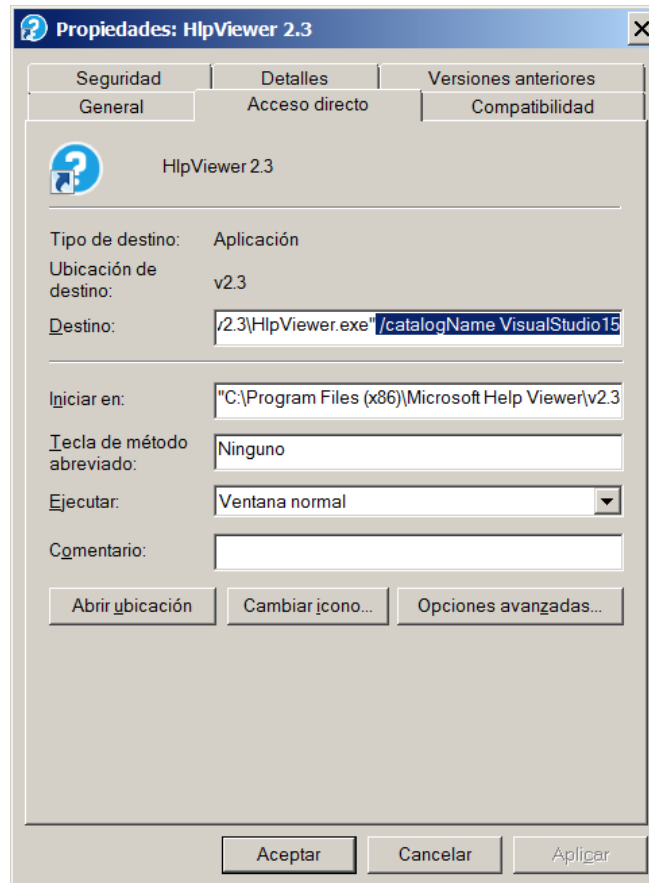 Propiedades: HlpViewer 2.3
Seguridad
Detalles
Versiones anteriores
General
Acceso directo
Compatibilidad
HlpViewer 2.3
Tipo de destino:
Aplicación
Ubicación de
destino:
v2.3
Destino:
v2.3\HlpViewer.exe" /catalogName VisualStudio15
Iniciar en:
"C:\Program Files (x86)\Microsoft Help Viewer\v2.3
Tecla de método
abreviado:
Ninguno
Ejecutar:
Ventana normal
Comentario:
Abrir ubicación
Cambiar icono...
Opciones avanzadas...
Aceptar
Cancelar
Aplicar